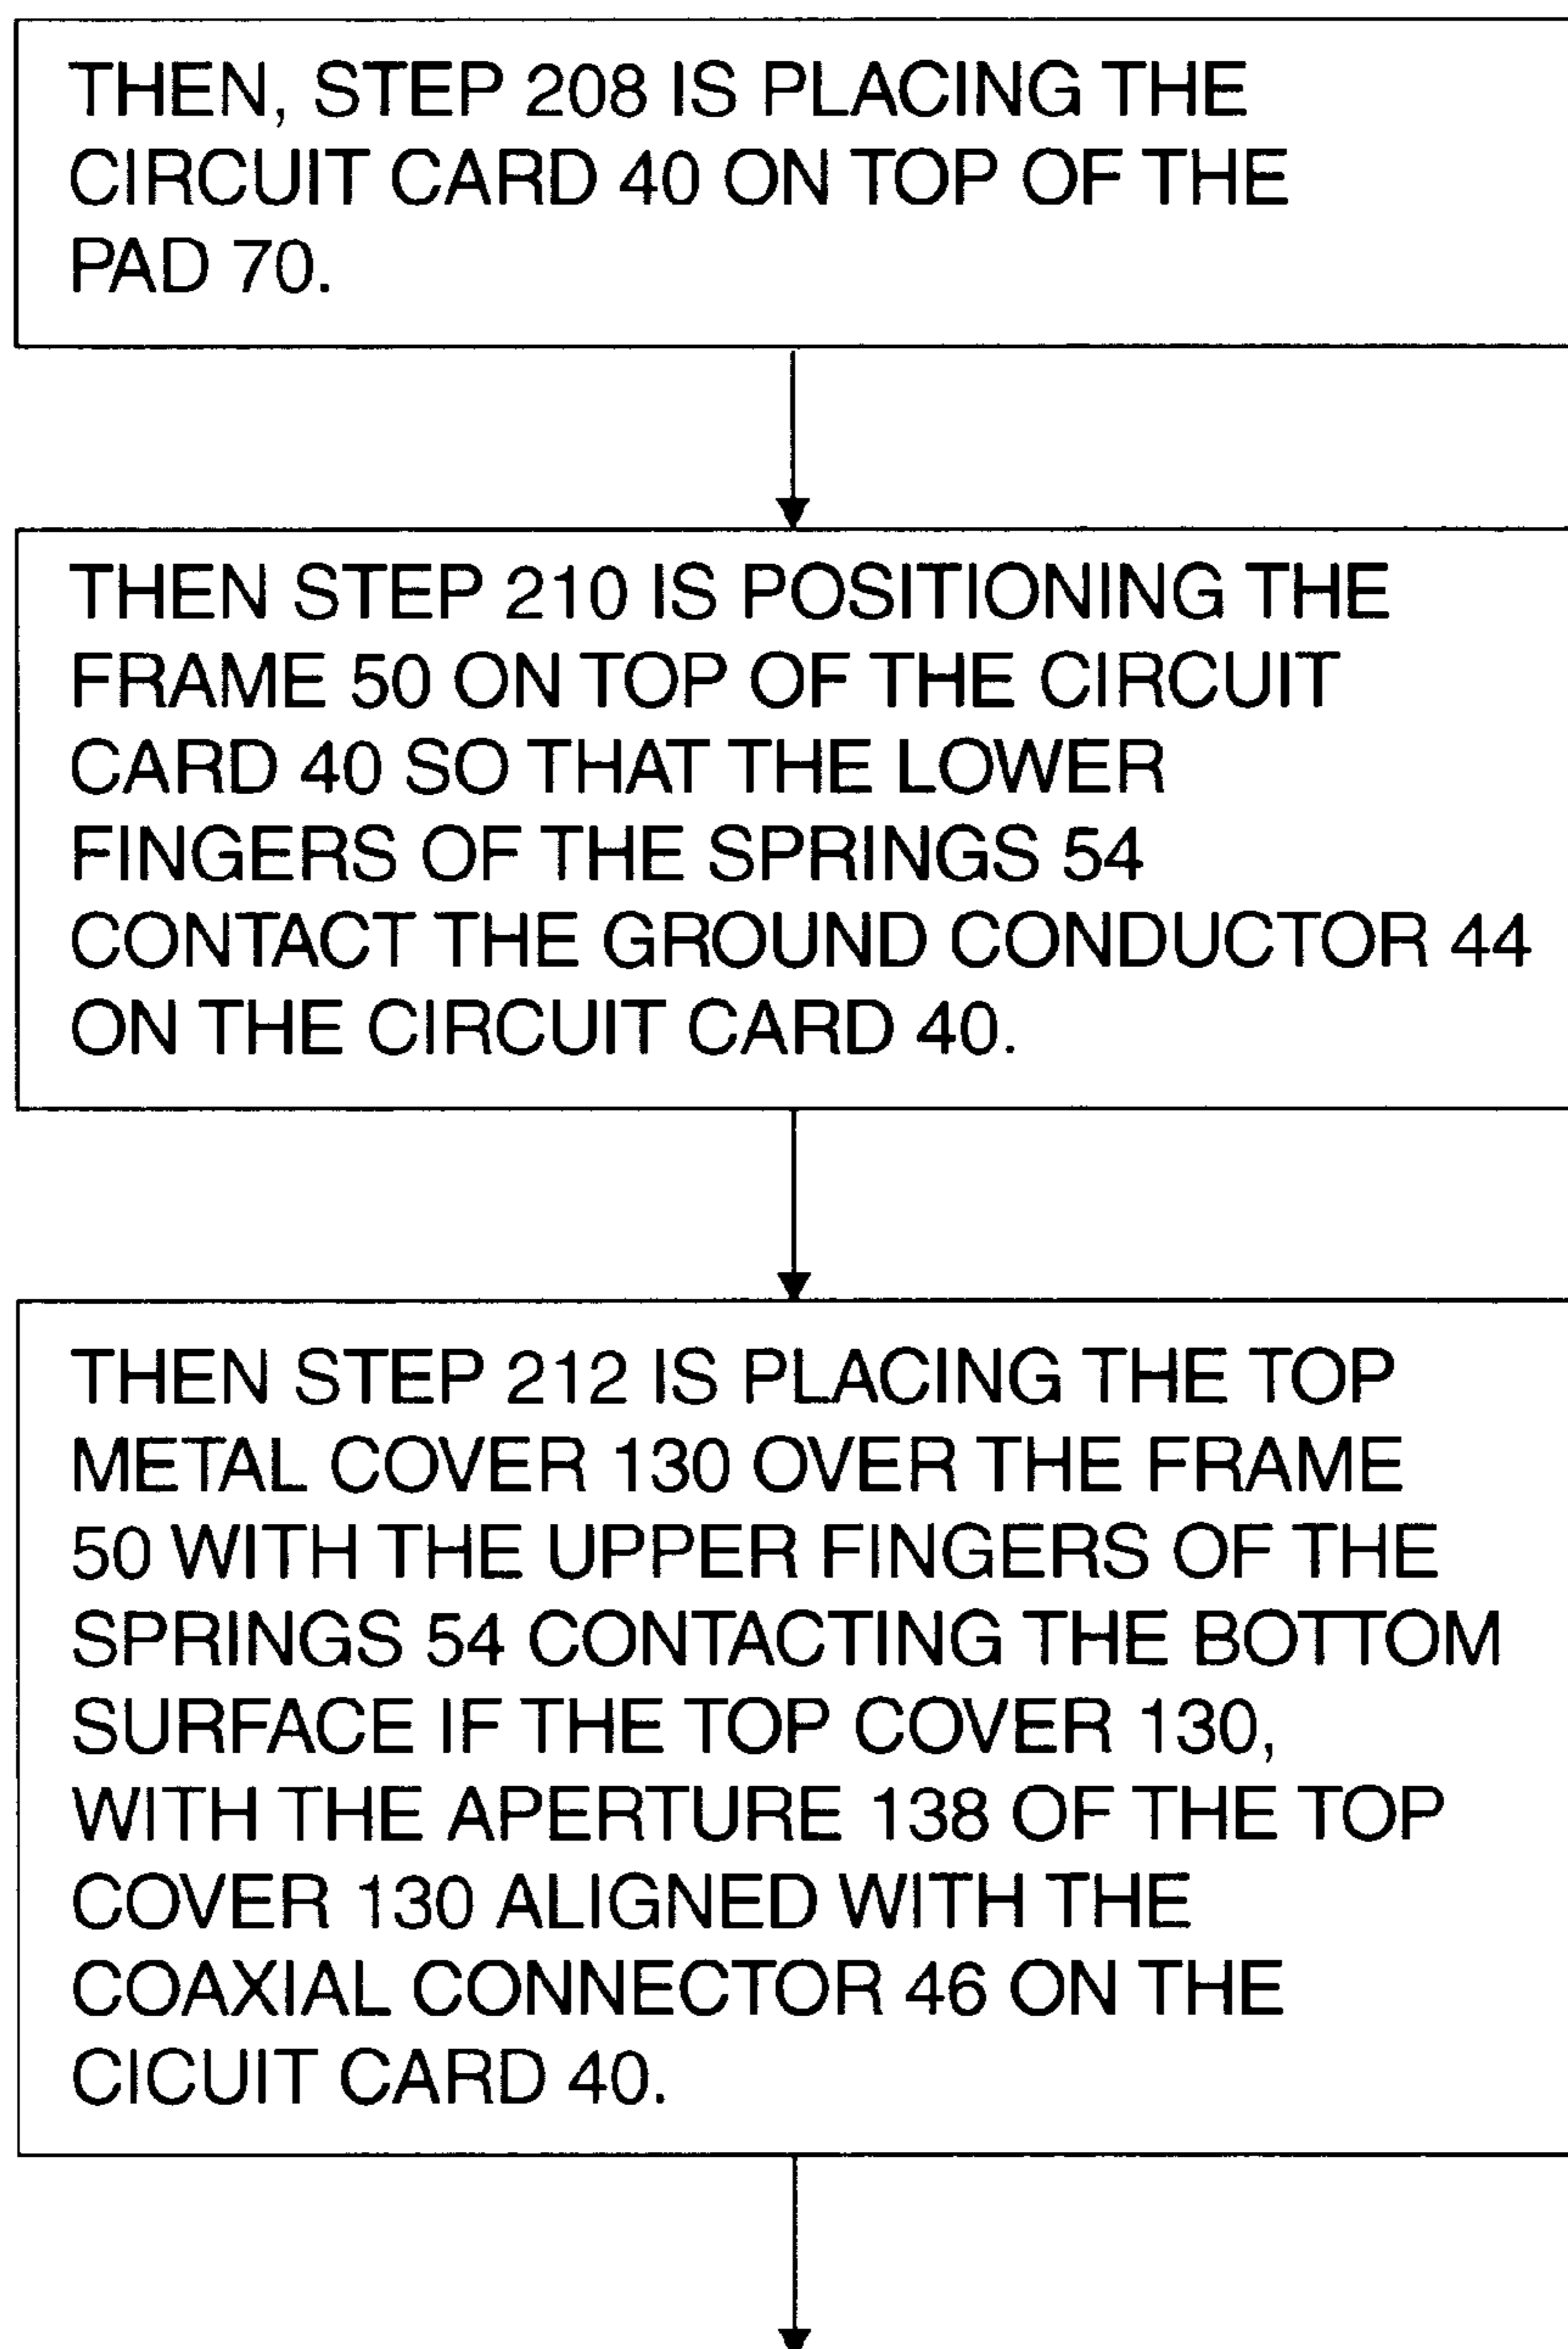 THEN, STEP 208 IS PLACING THE
CIRCUIT CARD 40 ON TOP OF THE
PAD 70.
THEN STEP 210 IS POSITIONING THE
FRAME 50 ON TOP OF THE CIRCUIT
CARD 40 SO THAT THE LOWER
FINGERS OF THE SPRINGS 54
CONTACT THE GROUND CONDUCTOR 44
ON THE CIRCUIT CARD 40.
THEN STEP 212 IS PLACING THE TOP
METAL COVER 130 OVER THE FRAME
50 WITH THE UPPER FINGERS OF THE
SPRINGS 54 CONTACTING THE BOTTOM
SURFACE IF THE TOP COVER 130,
WITH THE APERTURE 138 OF THE TOP
COVER 130 ALIGNED WITH THE
COAXIAL CONNECTOR 46 ON THE
CICUIT CARD 40.